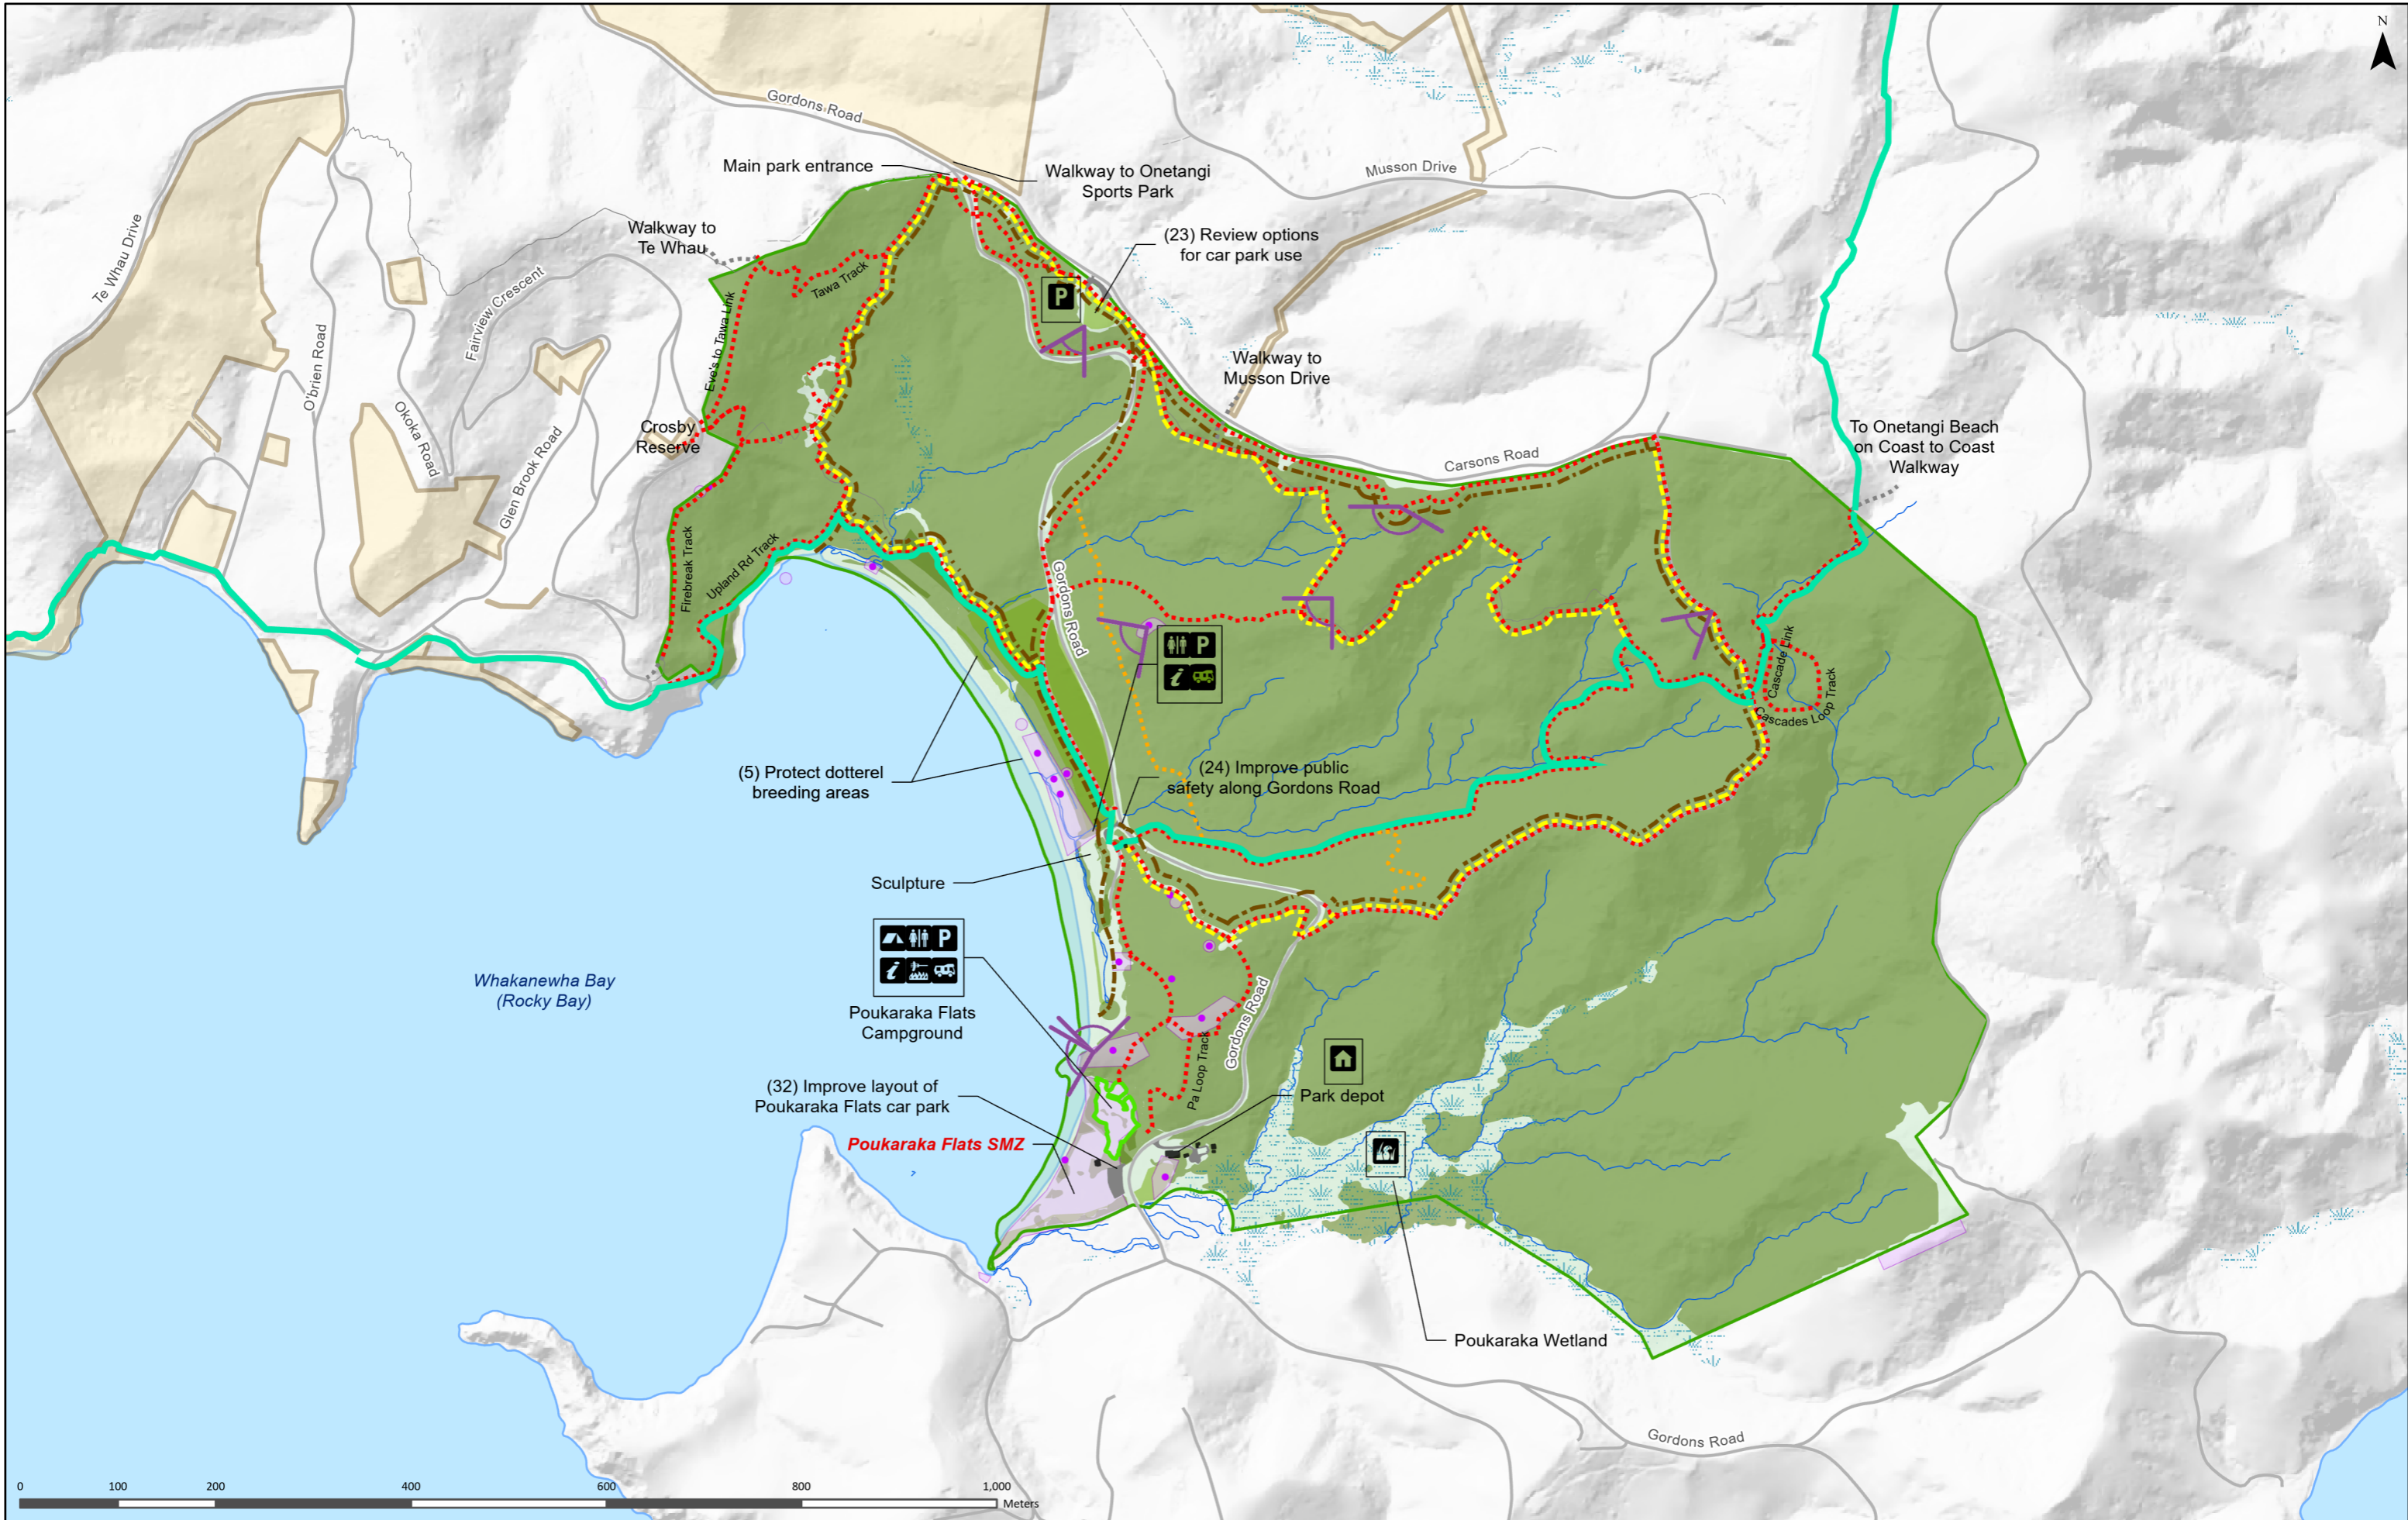 N
Gordons Road
Main park entrance
Walkway to Onetangi
Sports Park
Musson Drive
Te Whau Drive
Walkway to
Te Whau
(23) Review options
for car park use
P
Tawa Track
Fairview Crescent
Eve's to Tawa Link
O'brien Road
Walkway to
Musson Drive
Okoka Road
Crosby
Reserve
Glen Brook Road
Carsons Road
To Onetangi Beach
on Coast to Coast
Walkway
Firebreak Track
Upland Rd Track
Gordons Road
P
i
Cascade Link
Cascades Loop Track
(5) Protect dotterel
breeding areas
(24) Improve public
safety along Gordons Road
Sculpture
P
i
Whakanewha Bay
(Rocky Bay)
Poukaraka Flats
Campground
Gordons Road
Pa Loop Track
(32) Improve layout of
Poukaraka Flats car park
Park depot
Poukaraka Flats SMZ
Poukaraka Wetland
Gordons Road
0 100 200 400 600 800 1,000
Meters